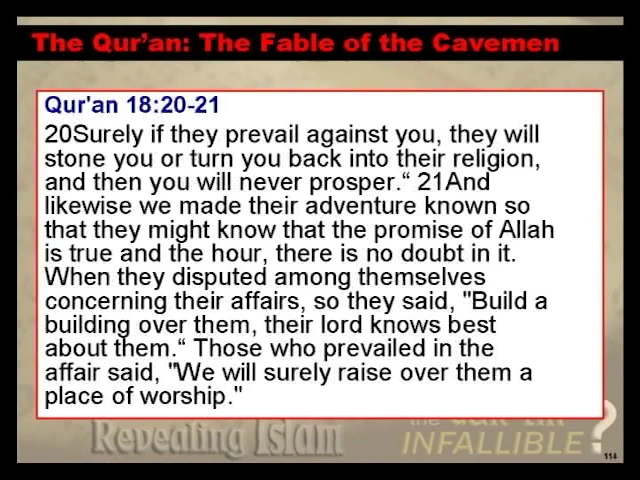 The Qur’an: The Fable of the Cavemen
Qur'an 18:20-21
20Surely if they prevail against you, they will
stone you or turn you back into their religion,
and then you will never prosper.“ 21And
likewise we made their adventure known so
that they might know that the promise of Allah
is true and the hour, there is no doubt in it.
When they disputed among themselves
concerning their affairs, so they said, "Build a
building over them, their lord knows best
about them.“ Those who prevailed in the
affair said, "We will surely raise over them a
place of worship."
the
Revealing Islam
INFALLIBLE?
114